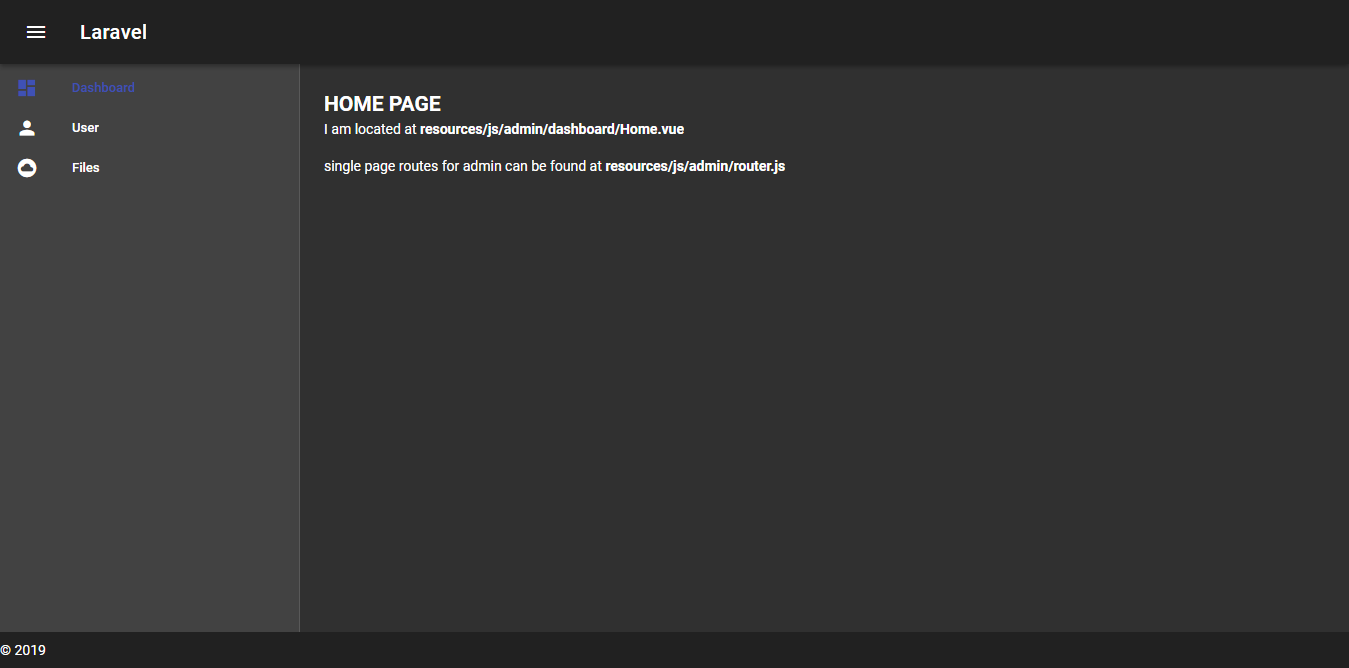 Laravel
Dashboard
User
Files
HOME PAGE
I am located at resources/js/admin/dashboard/Home.vue
single page routes for admin can be found at resources/js/admin/router.js
© 2019